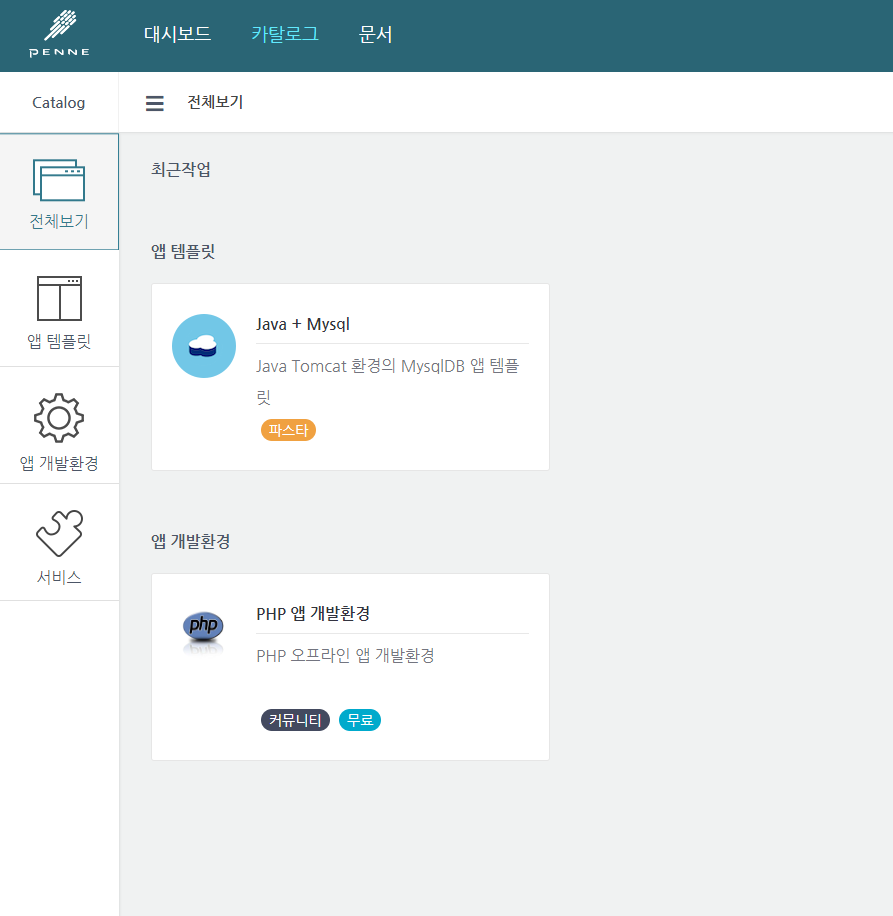 PENNE
대시보드 카탈로그 문서
Catalog
전체보기
전체보기
앱 템플릿
앱 개발환경
서비스
최근작업
앱 템플릿
Java + Mysql
Java Tomcat 환경의 MysqlDB 앱 템플
릿
파스타
앱 개발환경
php
PHP 앱 개발환경
PHP 오프라인 앱 개발환경
커뮤니티 무료